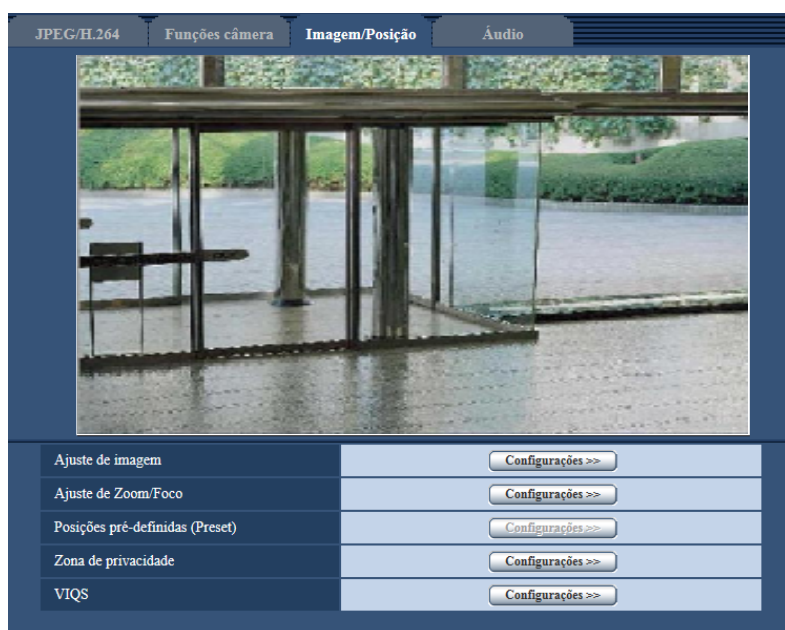 JPEG/H.264 Funções câmera Imagem/Posição Áudio
Ajuste de imagem Configurações >>
Ajuste de Zoom/Foco Configurações >>
Posições pré-definidas (Preset) Configurações >>
Zona de privacidade Configurações >>
VIQS Configurações >>